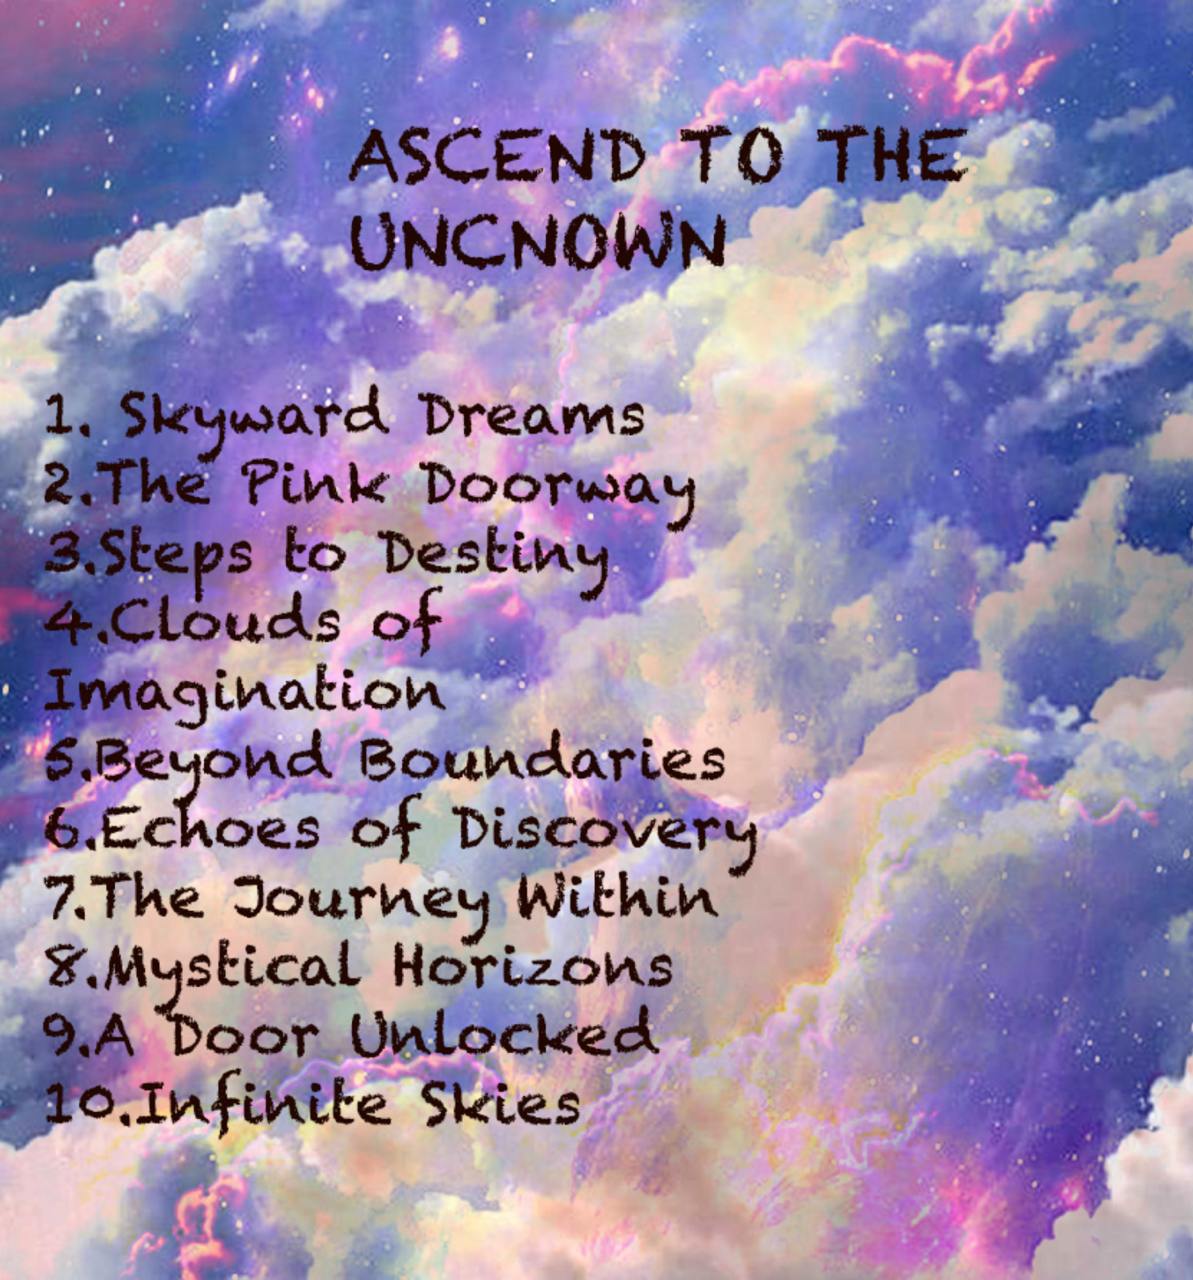 ASCEND TO THE
UNCNOWN
1. Skyward Dreams
2.The Pink Doorway
3.Steps to Destiny
4.Clouds of
Imagination
5.Beyond Boundaries
6.Echoes of Discovery
7.The Journey Within
8.Mystical Horizons
9.A Door Unlocked
10.Infinite Skies